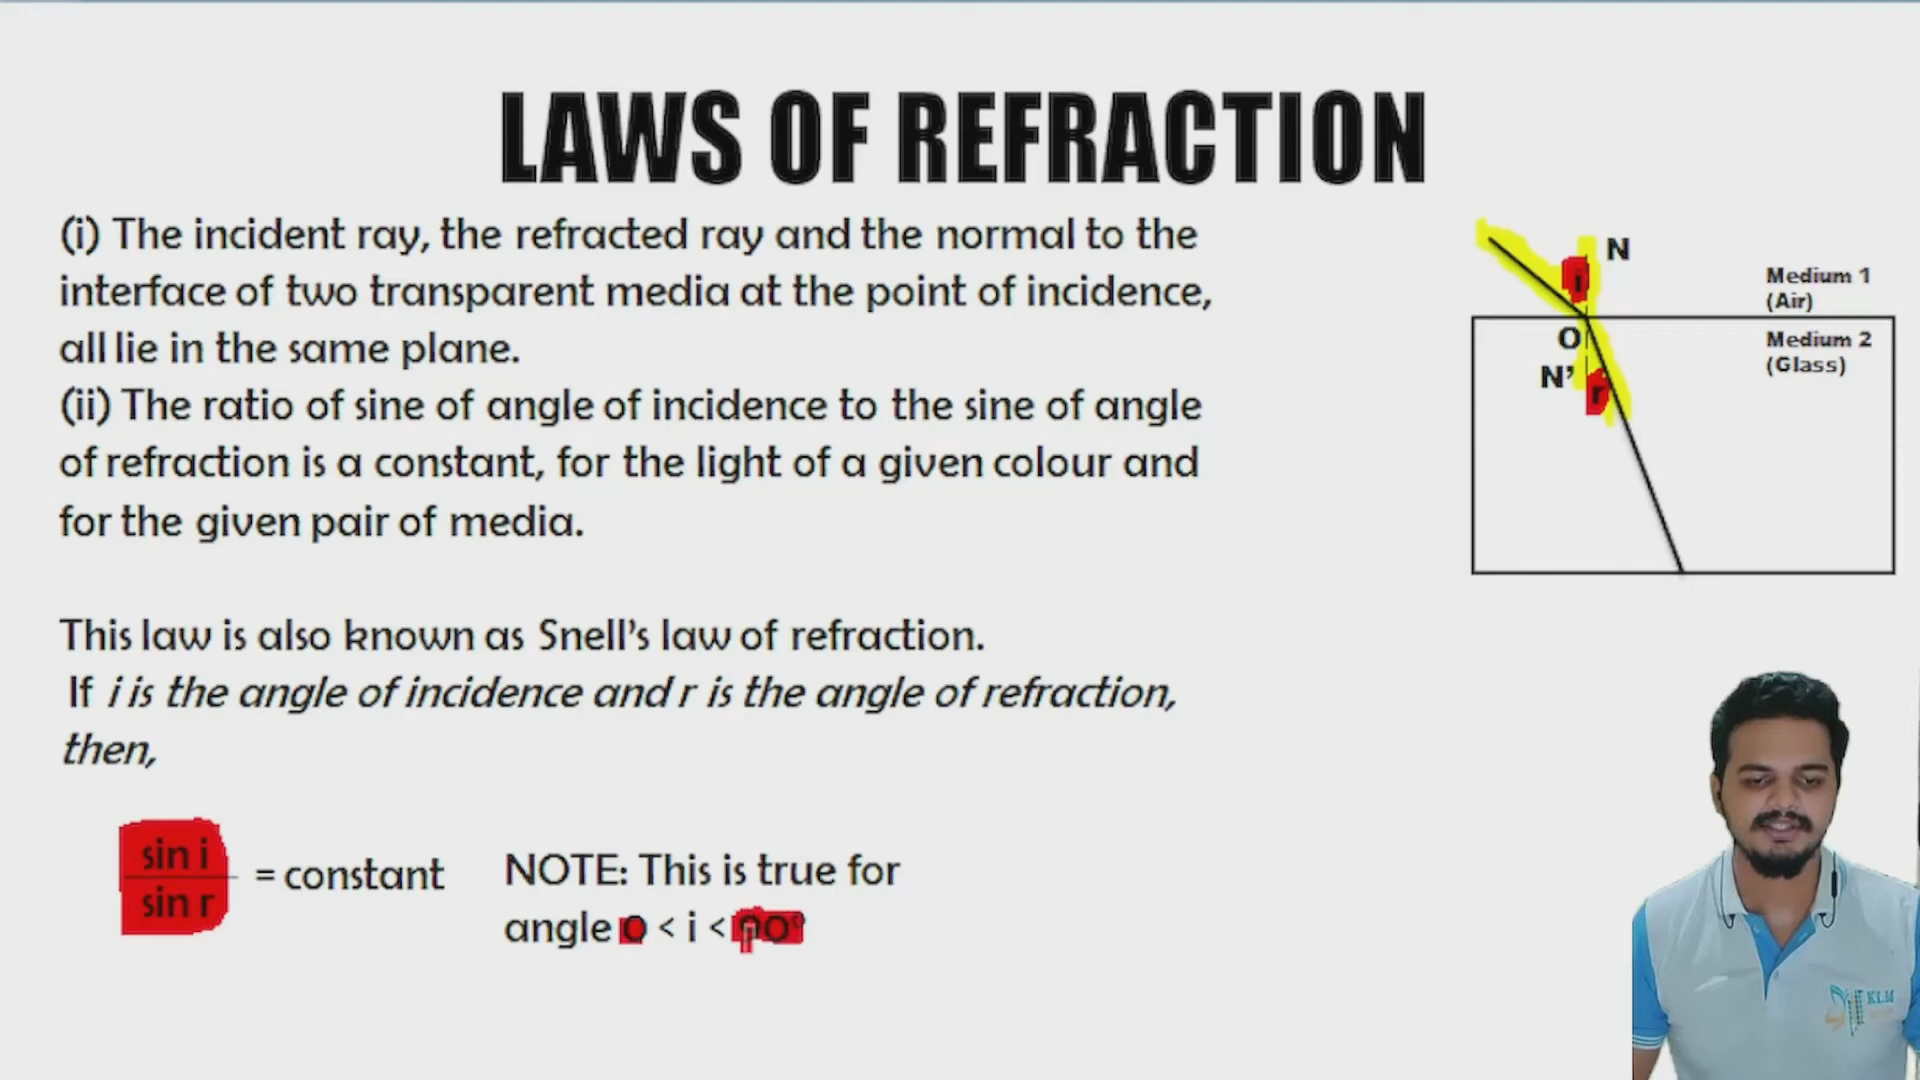 LAWS OF REFRACTION
(i) The incident ray, the refracted ray and the normal to the
interface of two transparent media at the point of incidence,
all lie in the same plane.
(ii) The ratio of sine of angle of incidence to the sine of angle
of refraction is a constant, for the light of a given colour and
for the given pair of media.
This law is also known as Snell's law of refraction.
If i is the angle of incidence and r is the angle of refraction,
then,
sin i
sin r
= constant
NOTE: This is true for
angle 0 < i < 90°
N
i
Medium 1
(Air)
O
Medium 2
(Glass)
N'
r
KLM